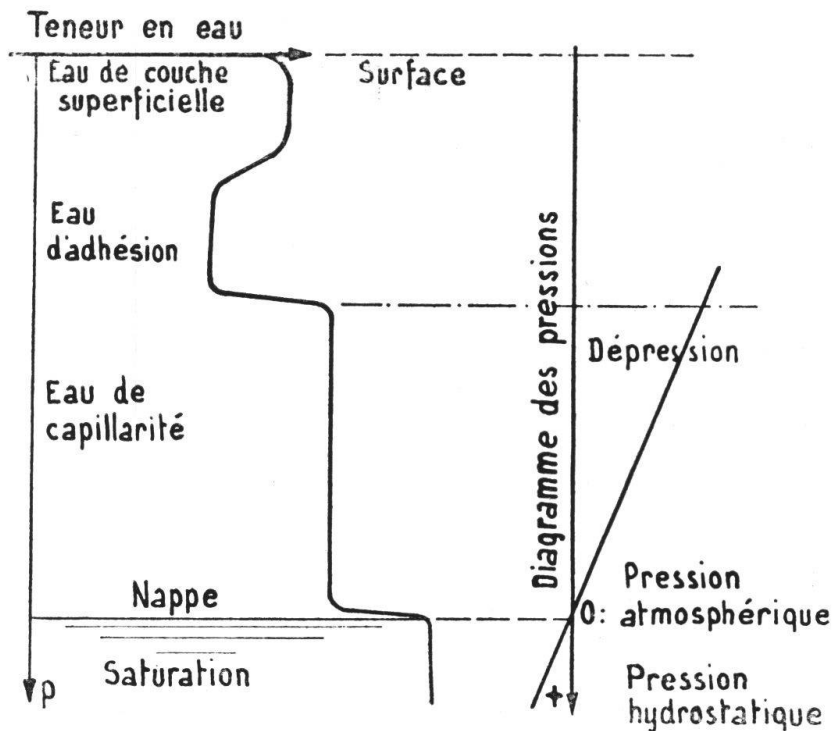 Teneur en eau
Eau de couche
superficielle
Surface
Eau
d'adhésion
Diagramme des pressions
Dépression
Eau de
capillarité
Nappe
Pression
0: atmosphérique
Saturation
p
+
Pression
hydrostatique